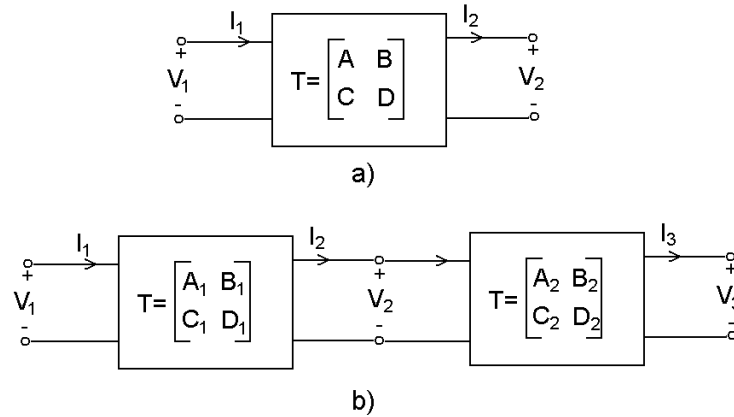 I1 I2
+ +
V1 T= [A B] V2
[C D]
- -
a)
I1 I2 I3
+ + +
V1 T= [A1 B1] V2 T= [A2 B2] V3
[C1 D1] [C2 D2]
- - -
b)